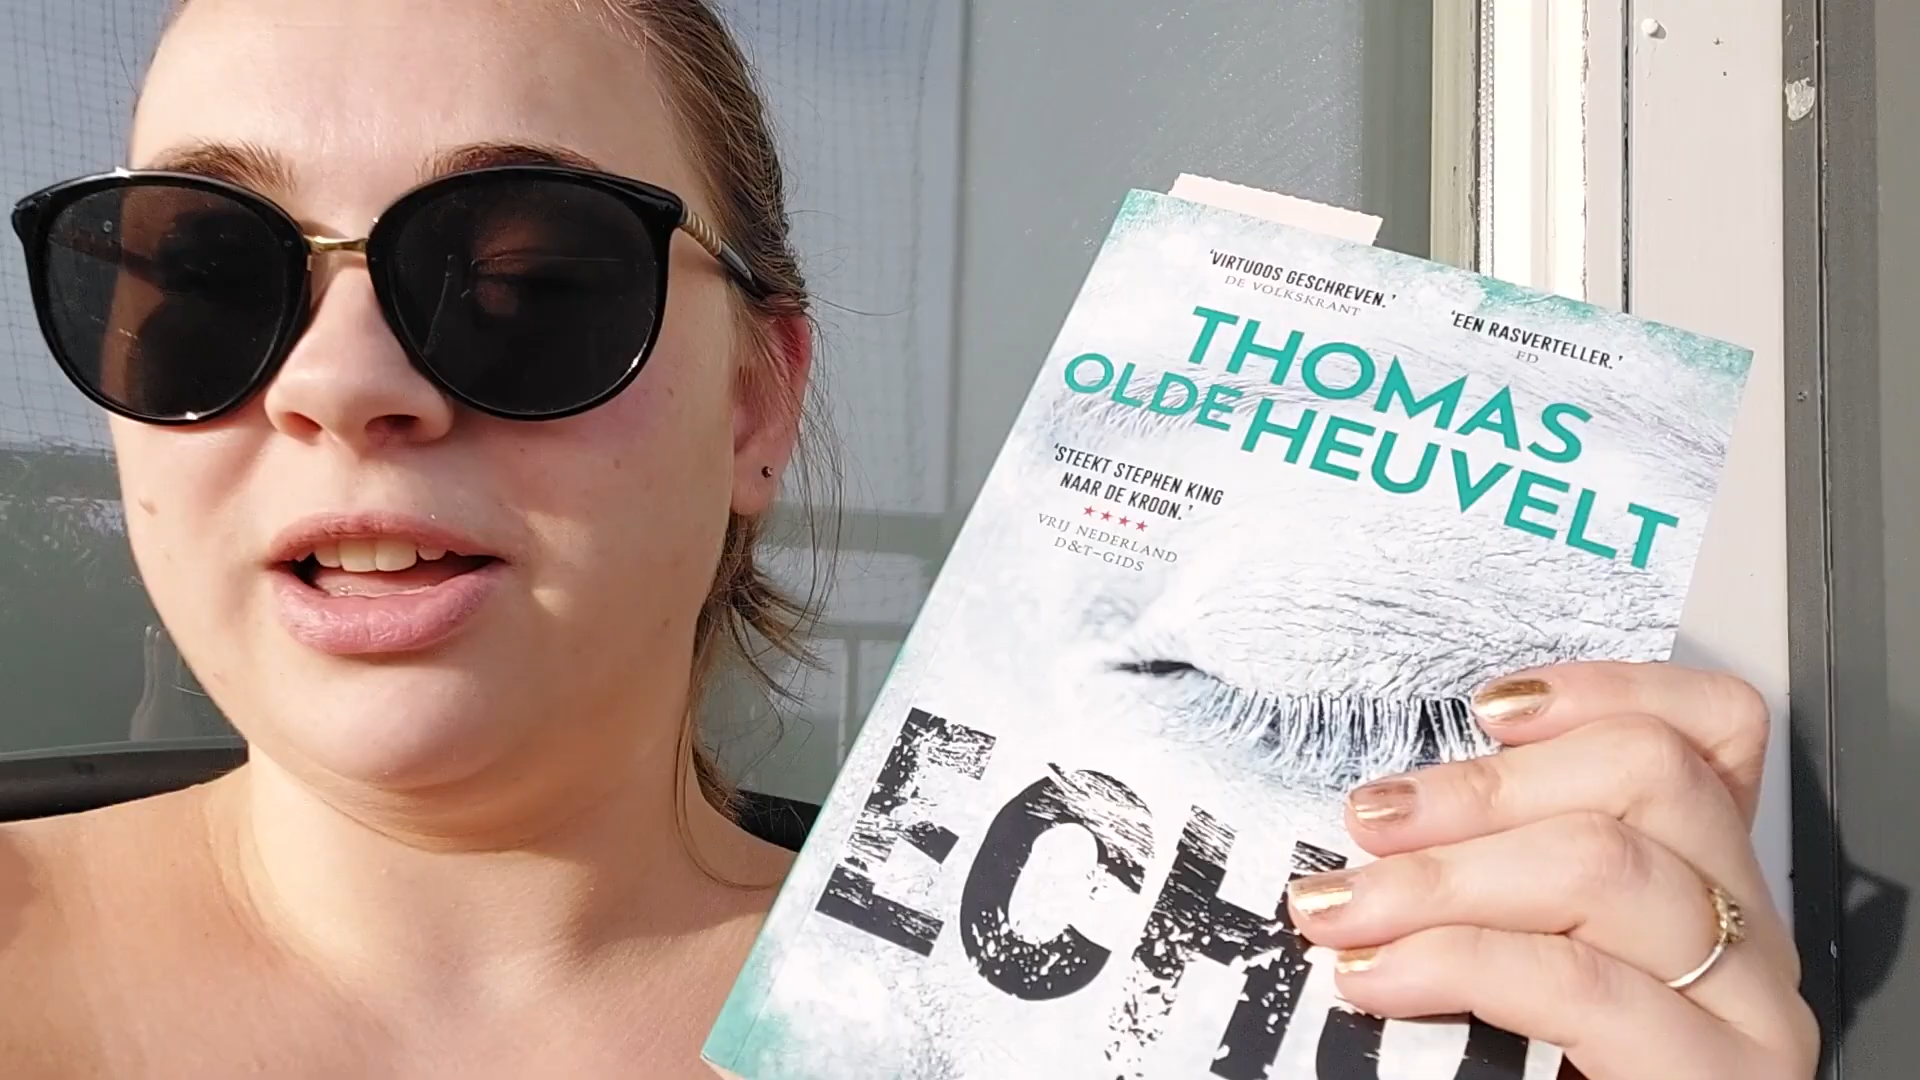 'VIRTUOOS GESCHREVEN.'
DE VOLKSKRANT
'EEN RASVERTELLER.'
ED
THOMAS
OLDE HEUVELT
'STEEKT STEPHEN KING
NAAR DE KROON.'
★★★★
VRIJ NEDERLAND
D&T-GIDS
ECHO